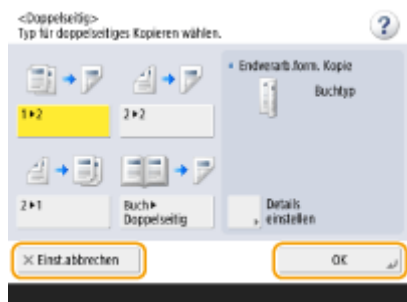 <Doppelseitig>
Typ für doppelseitiges Kopieren wählen.
?
• Endverarb.form. Kopie
Buchtyp
1▶2
2▶2
2▶1
Buch▶
Doppelseitig
Details
einstellen
× Einst.abbrechen
OK